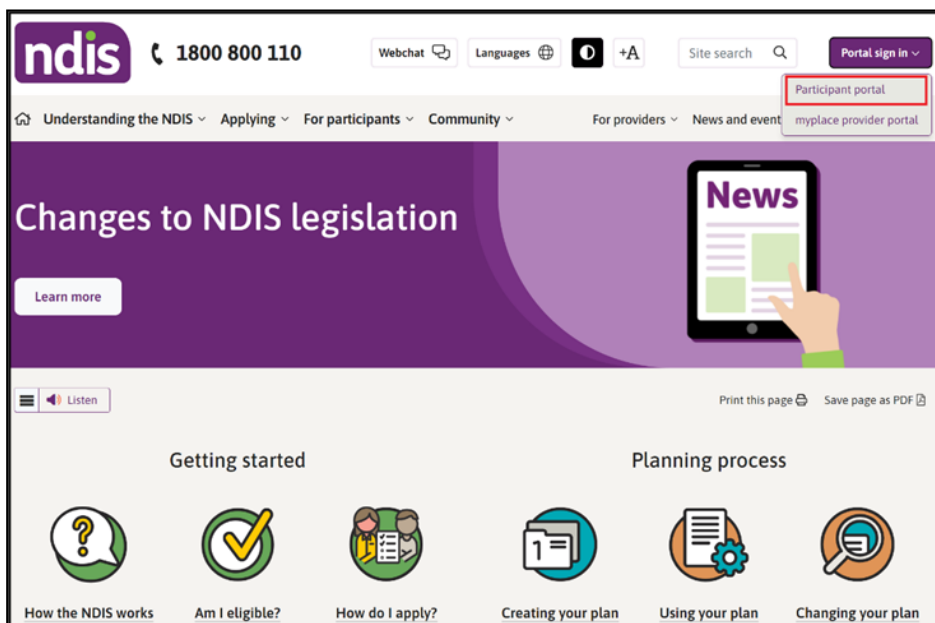 ndis
1800 800 110
Webchat
Languages
+A
Site search
Portal sign in
Participant portal
myplace provider portal
Understanding the NDIS
Applying
For participants
Community
For providers
News and event
Changes to NDIS legislation
Learn more
News
Listen
Print this page
Save page as PDF
Getting started
Planning process
?
1
How the NDIS works
Am I eligible?
How do I apply?
Creating your plan
Using your plan
Changing your plan